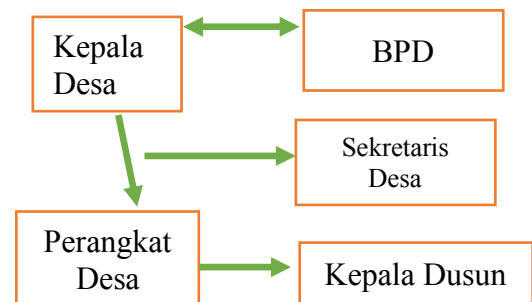 Kepala
Desa
BPD
Sekretaris
Desa
Perangkat
Desa
Kepala Dusun